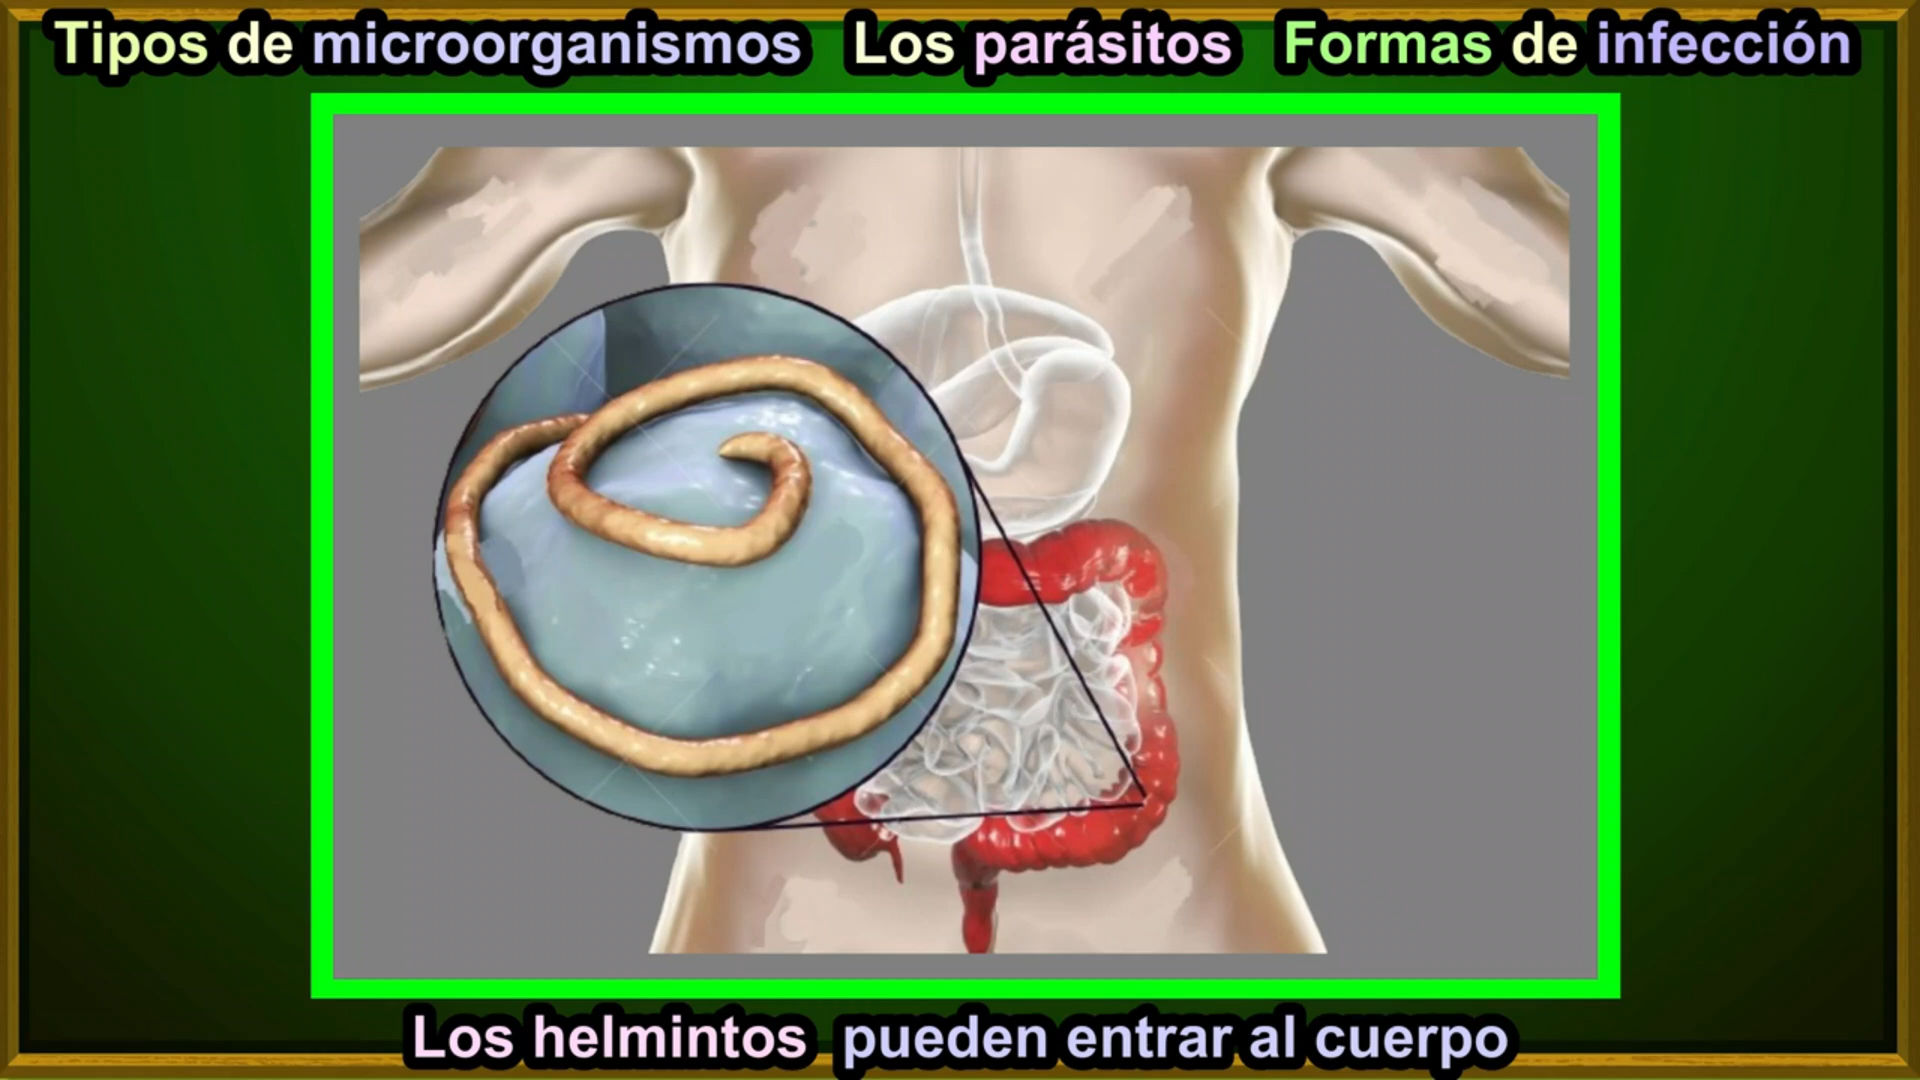 Tipos de microorganismos Los parásitos Formas de infección
Los helmintos pueden entrar al cuerpo